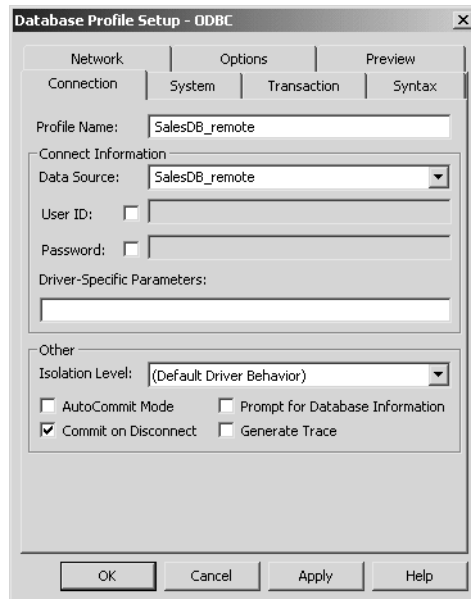 Database Profile Setup - ODBC
Network Options Preview
Connection System Transaction Syntax
Profile Name: SalesDB_remote
Connect Information
Data Source: SalesDB_remote
User ID:
Password:
Driver-Specific Parameters:
Other
Isolation Level: (Default Driver Behavior)
AutoCommit Mode Prompt for Database Information
Commit on Disconnect Generate Trace
OK Cancel Apply Help